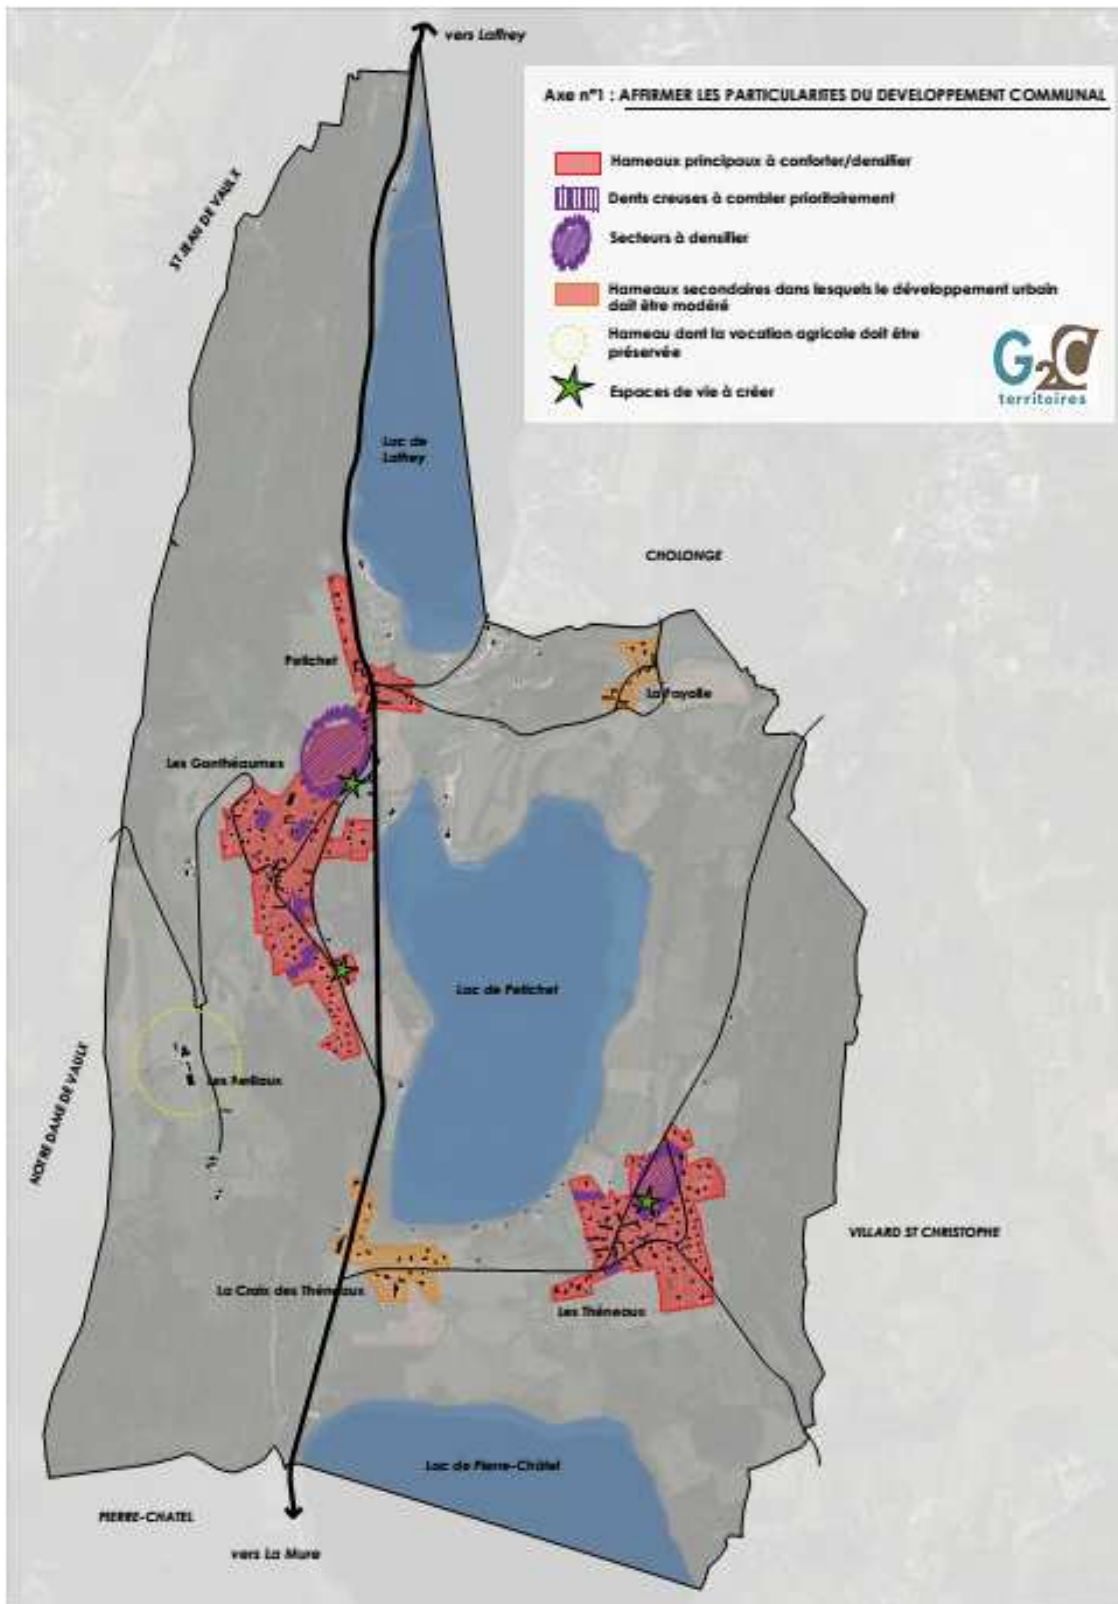 vers Laffrey
Axe n°1 : AFFIRMER LES PARTICULARITES DU DEVELOPPEMENT COMMUNAL
Hameaux principaux à conforter/densifier
Dents creuses à combler prioritairement
Secteurs à densifier
Hameaux secondaires dans lesquels le développement urbain
doit être modéré
Hameau dont la vocation agricole doit être
préservée
Espaces de vie à créer
G2C
territoires
ST JEAN DE VAULX
Lac de
Laffrey
CHOLONGE
Petichet
La Fayolle
Les Gonthéaumes
Lac de Petichet
NOTRE DAME DE VAULX
Les
VILLARD ST CHRISTOPHE
La Croix des Théneaux
Les Théneaux
Lac de Pierre-Châtel
PIERRE-CHATEL
vers La Mure